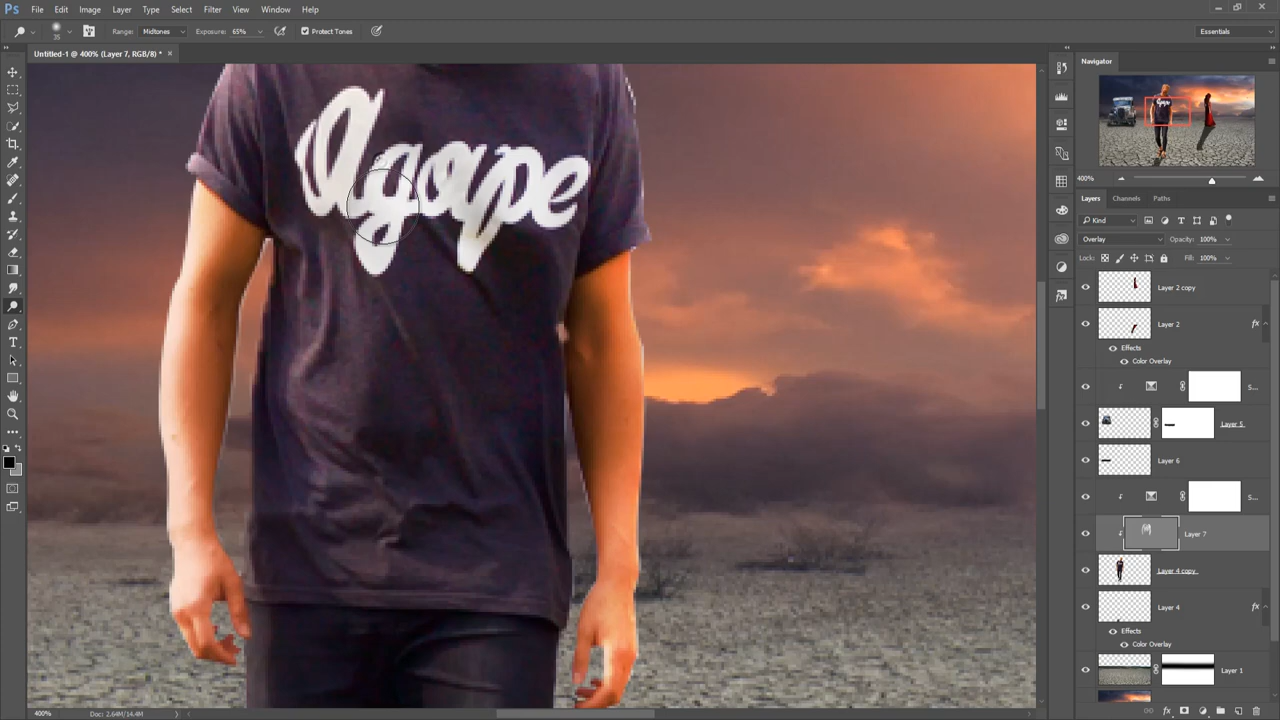 Ps File Edit Image Layer Type Select Filter View Window Help
35 Range: Midtones Exposure: 65% Protect Tones Essentials
Untitled-1 @ 400% (Layer 7, RGB/8) * ×
Navigator
400%
Layers Channels Paths
Kind
Overlay Opacity: 100%
Lock: Fill: 100%
Layer 2 copy
Layer 2 fx
Effects
Color Overlay
S...
Layer 5
Layer 6
S...
Layer 7
Layer 4 copy
Layer 4 fx
Effects
Color Overlay
Layer 1
Agape
400% Doc: 2.64M/14.4M